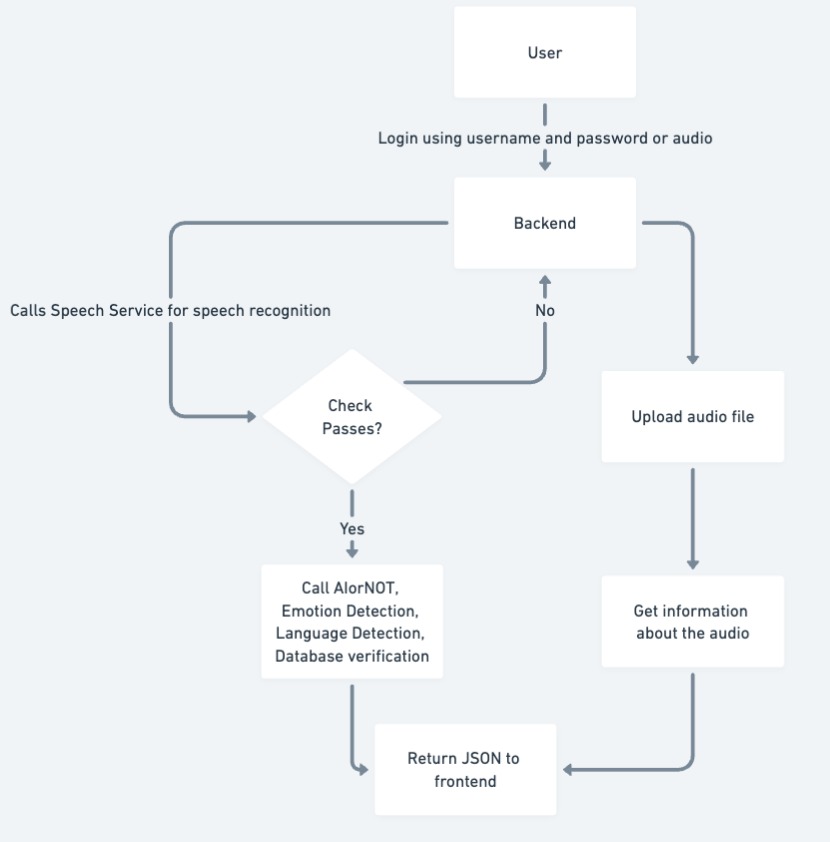 User
Login using username and password or audio
Backend
Calls Speech Service for speech recognition
No
Check
Passes?
Upload audio file
Yes
Call AIorNOT,
Emotion Detection,
Language Detection,
Database verification
Get information
about the audio
Return JSON to
frontend